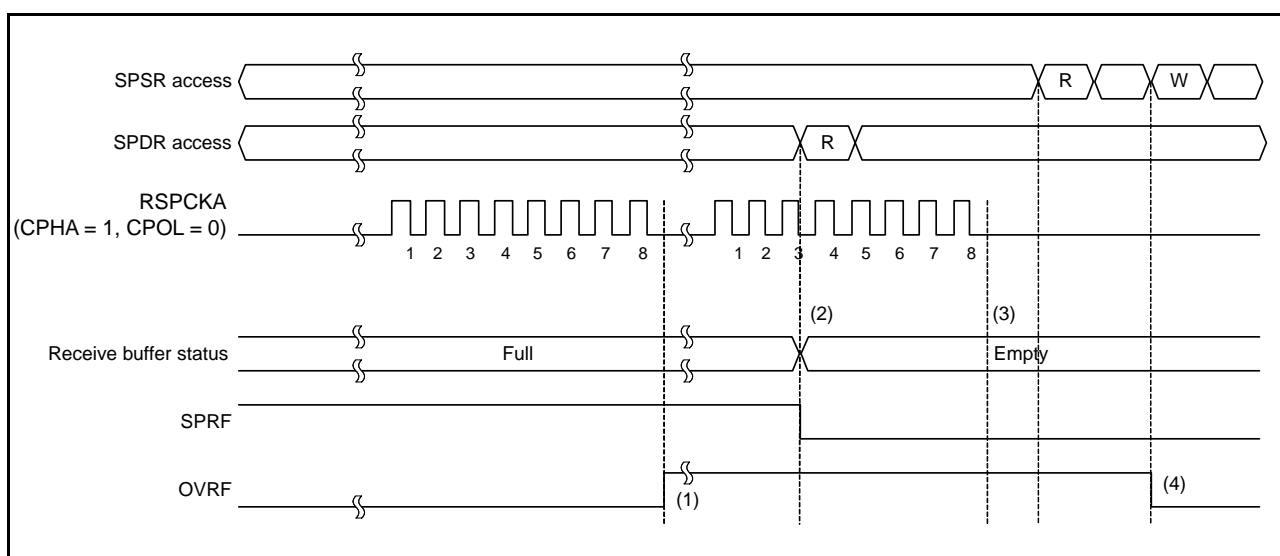 SPSR access
R
W
SPDR access
R
RSPCKA
(CPHA = 1, CPOL = 0)
1 2 3 4 5 6 7 8
1 2 3 4 5 6 7 8
(2)
(3)
Receive buffer status
Full
Empty
SPRF
OVRF
(1)
(4)